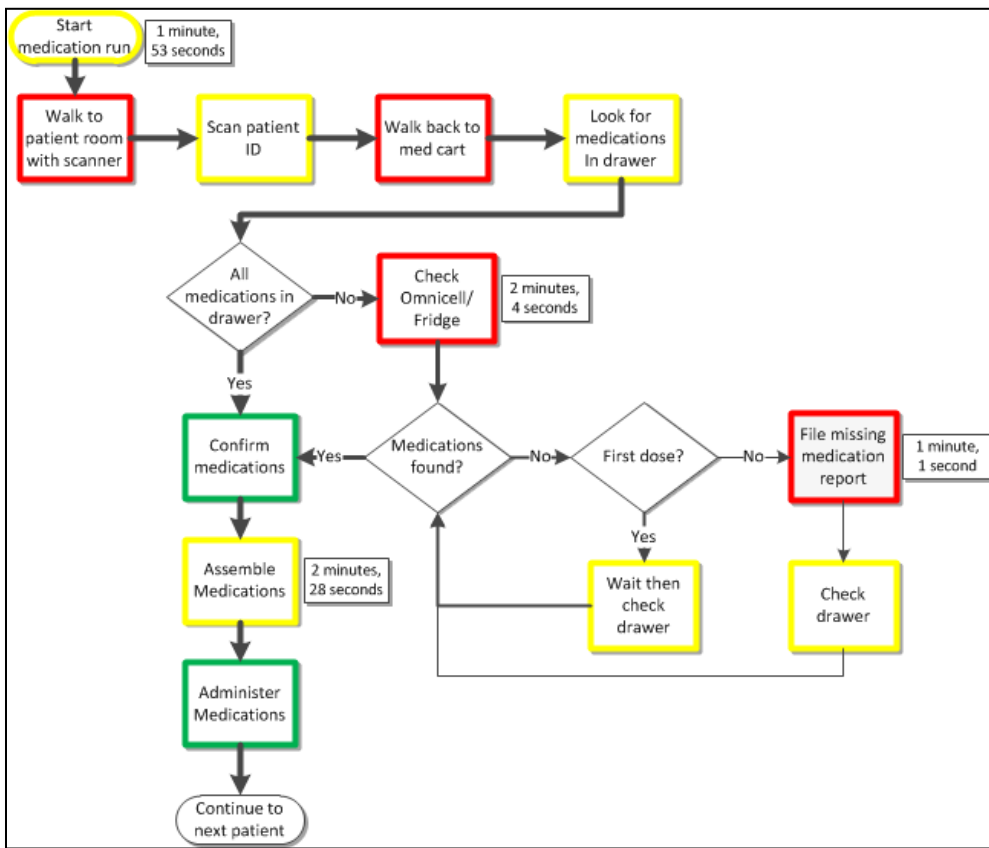 Start
medication run
1 minute,
53 seconds
Walk to
patient room
with scanner
Scan patient
ID
Walk back to
med cart
Look for
medications
In drawer
All
medications in
drawer?
No
Check
Omnicell/
Fridge
2 minutes,
4 seconds
Yes
Confirm
medications
Yes
Medications
found?
No
First dose?
No
File missing
medication
report
1 minute,
1 second
Yes
Assemble
Medications
2 minutes,
28 seconds
Wait then
check
drawer
Check
drawer
Administer
Medications
Continue to
next patient